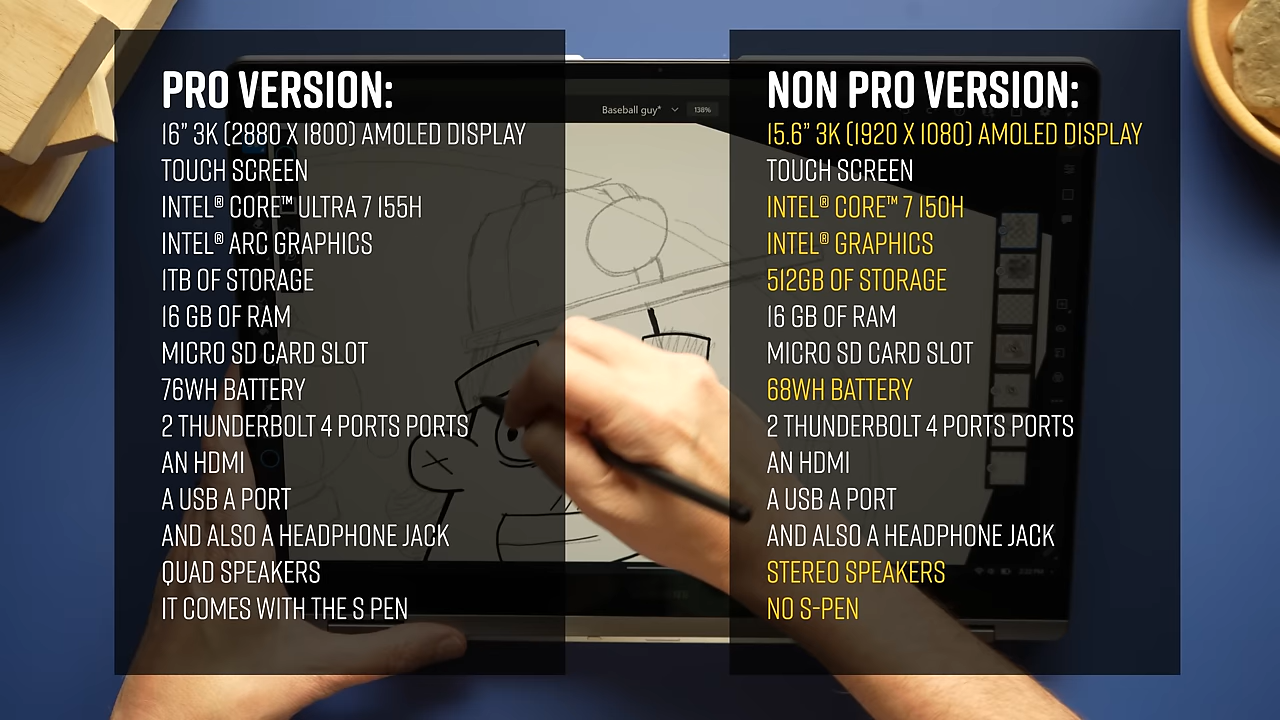 PRO VERSION:
16" 3K (2880 X 1800) AMOLED DISPLAY
TOUCH SCREEN
INTEL® CORE™ ULTRA 7 155H
INTEL® ARC GRAPHICS
1TB OF STORAGE
16 GB OF RAM
MICRO SD CARD SLOT
76WH BATTERY
2 THUNDERBOLT 4 PORTS PORTS
AN HDMI
A USB A PORT
AND ALSO A HEADPHONE JACK
QUAD SPEAKERS
IT COMES WITH THE S PEN
Baseball guy* 138%
NON PRO VERSION:
15.6" 3K (1920 X 1080) AMOLED DISPLAY
TOUCH SCREEN
INTEL® CORE™ 7 150H
INTEL® GRAPHICS
512GB OF STORAGE
16 GB OF RAM
MICRO SD CARD SLOT
68WH BATTERY
2 THUNDERBOLT 4 PORTS PORTS
AN HDMI
A USB A PORT
AND ALSO A HEADPHONE JACK
STEREO SPEAKERS
NO S-PEN